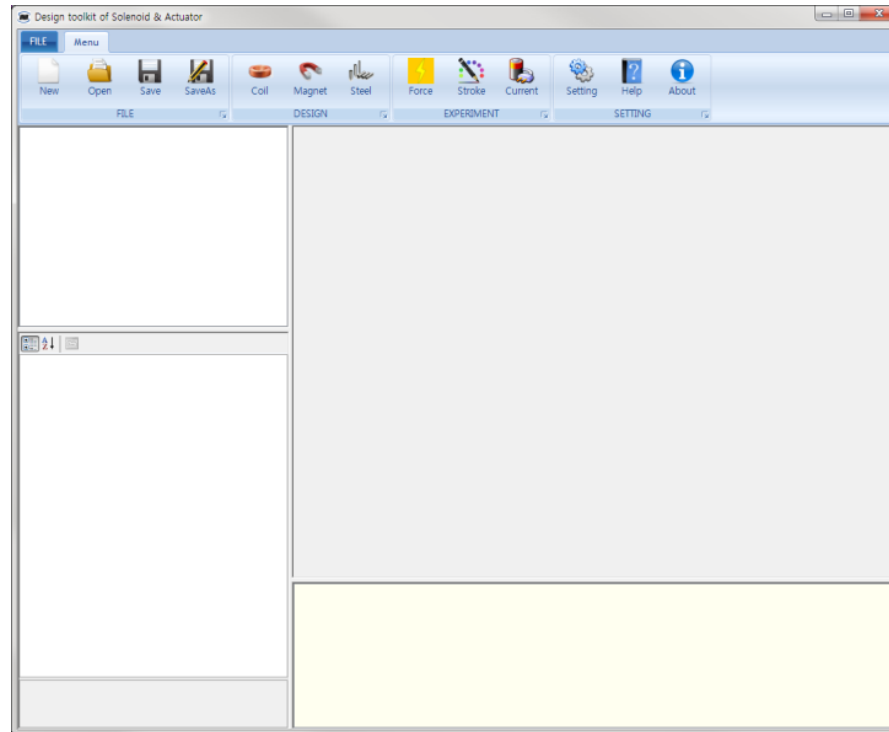 Design toolkit of Solenoid & Actuator
FILE Menu
New Open Save SaveAs Coil Magnet Steel Force Stroke Current Setting Help About
FILE DESIGN EXPERIMENT SETTING